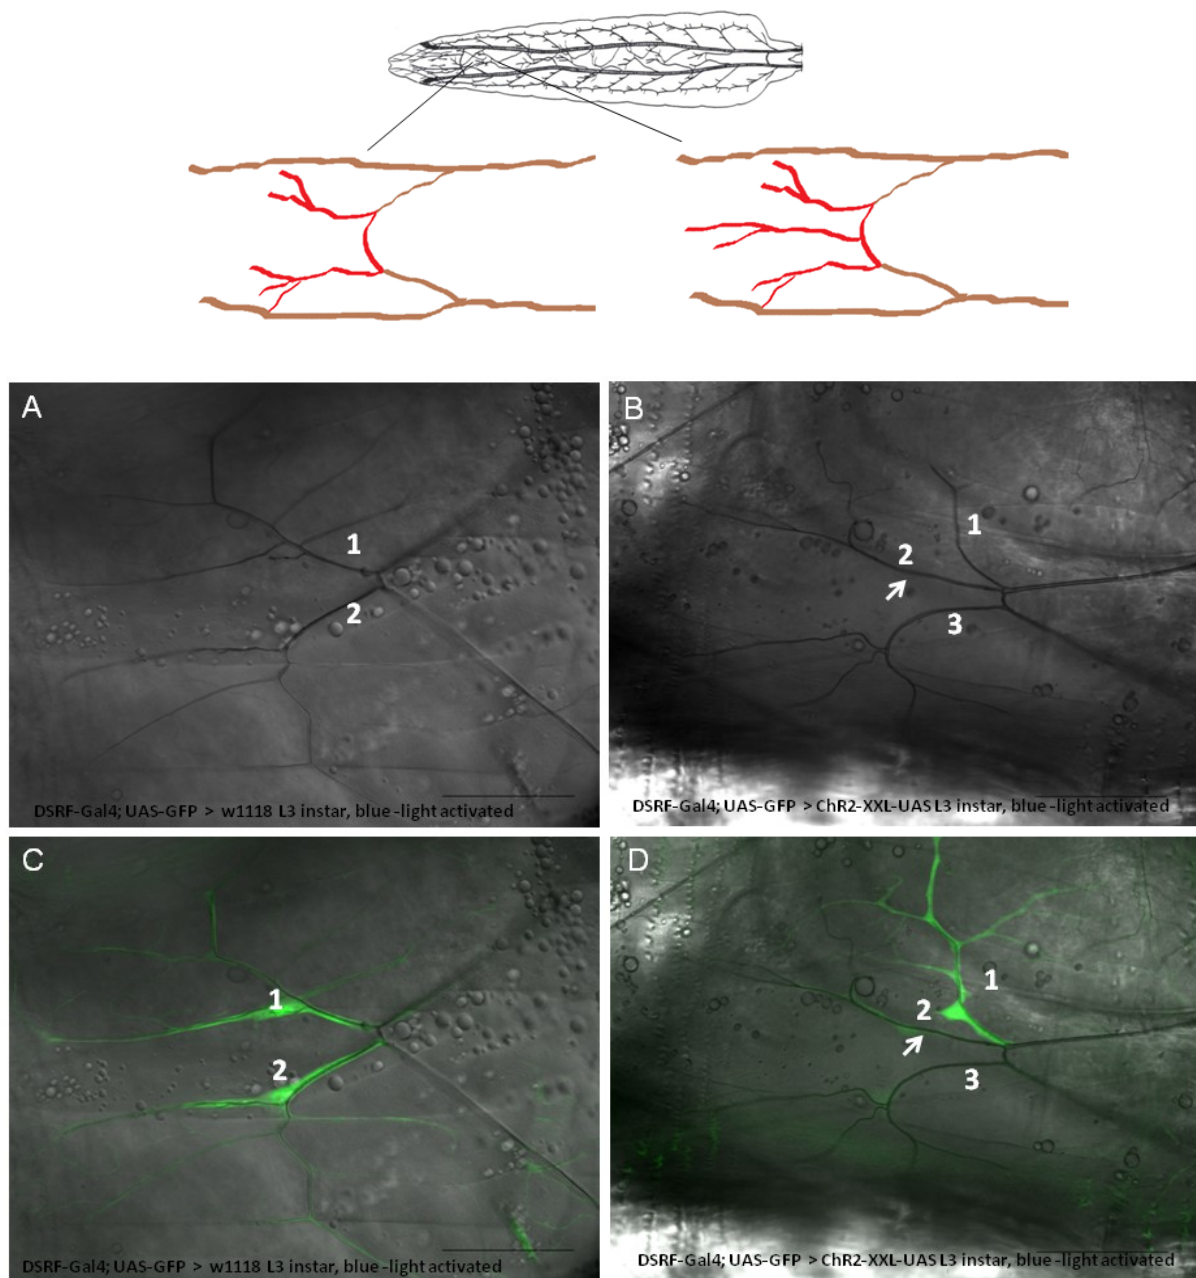 A
1
2
DSRF-Gal4; UAS-GFP > w1118 L3 instar, blue-light activated
B
1
2
3
DSRF-Gal4; UAS-GFP > ChR2-XXL-UAS L3 instar, blue-light activated
C
1
2
DSRF-Gal4; UAS-GFP > w1118 L3 instar, blue-light activated
D
1
2
3
DSRF-Gal4; UAS-GFP > ChR2-XXL-UAS L3 instar, blue-light activated